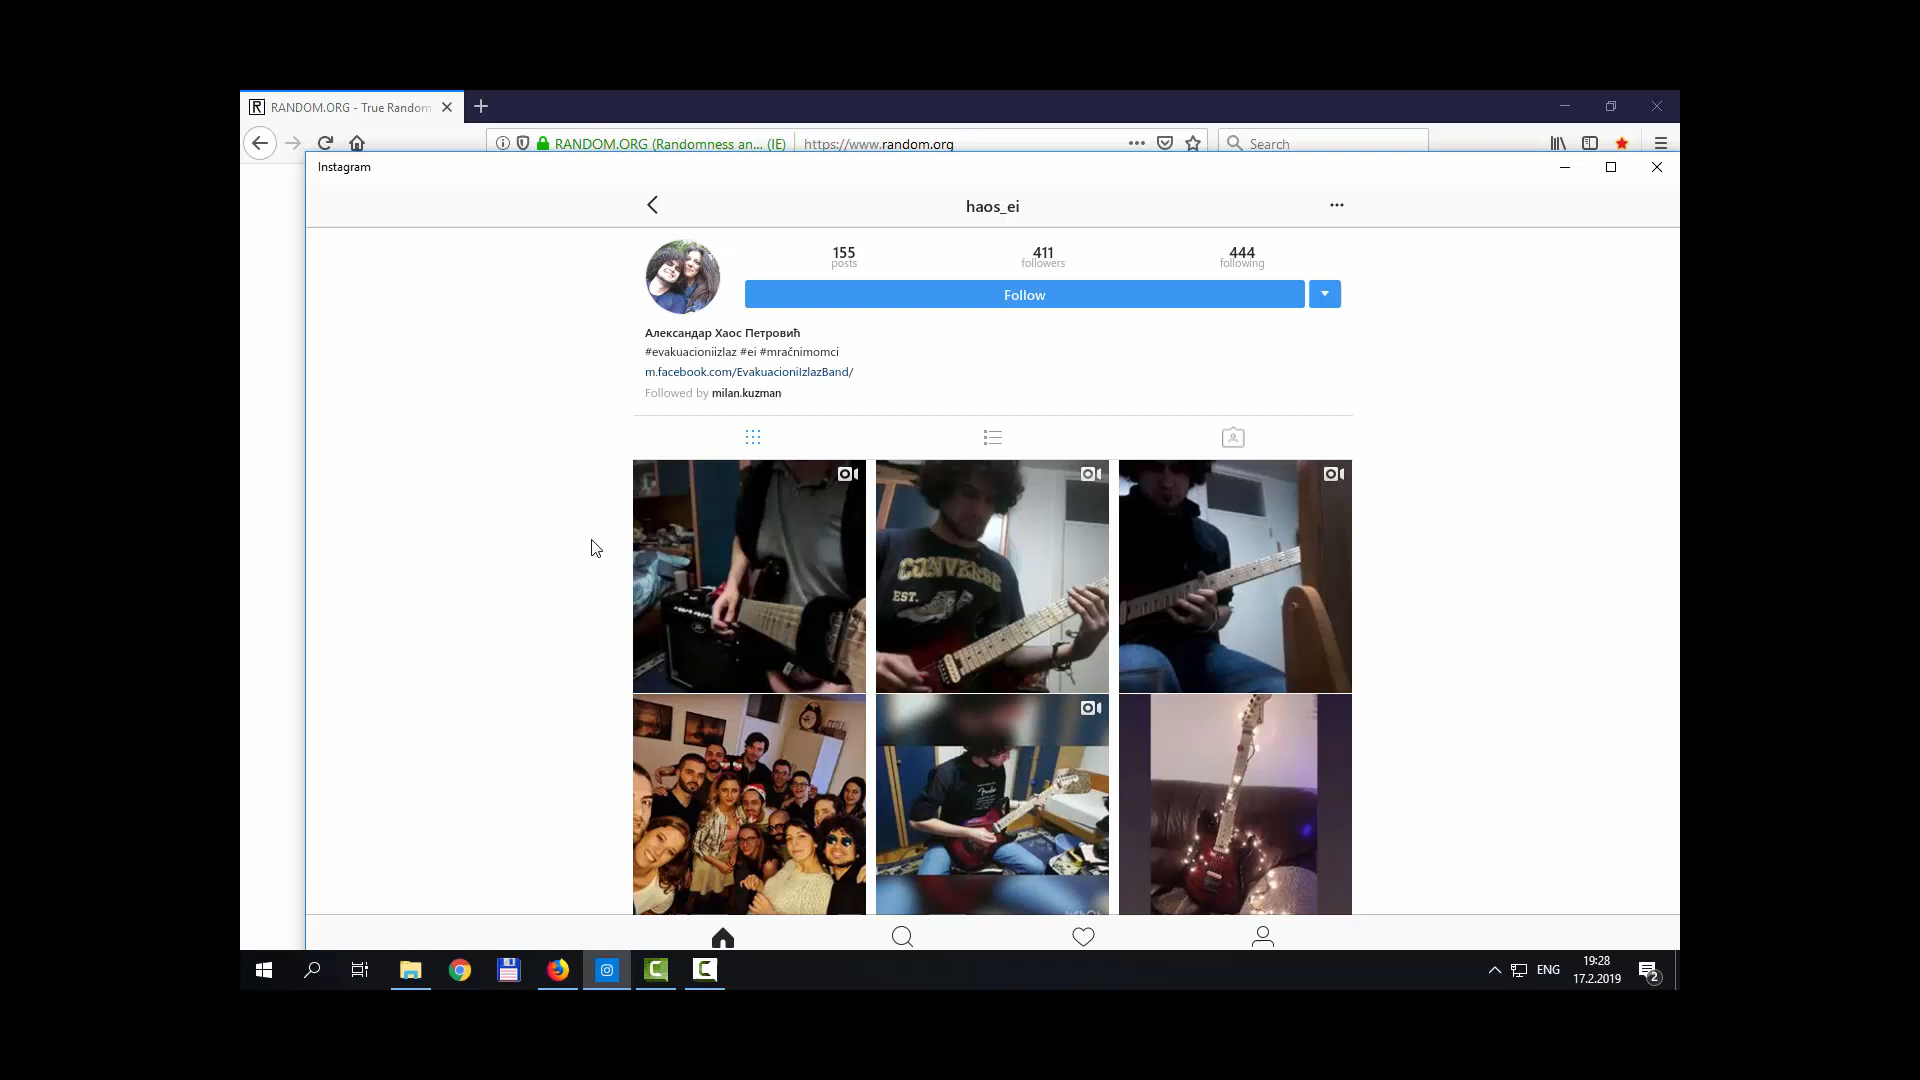 RANDOM.ORG - True Random
RANDOM.ORG (Randomness an... (IE)
https://www.random.org
Search
Instagram
haos_ei
155
posts
411
followers
444
following
Follow
Александар Хаос Петровић
#evakuacioniizlaz #ei #mračnimomci
m.facebook.com/EvakuacioniIzlazBand/
Followed by milan.kuzman
CONVERSE
EST.
Fender
ENG
19:28
17.2.2019
2